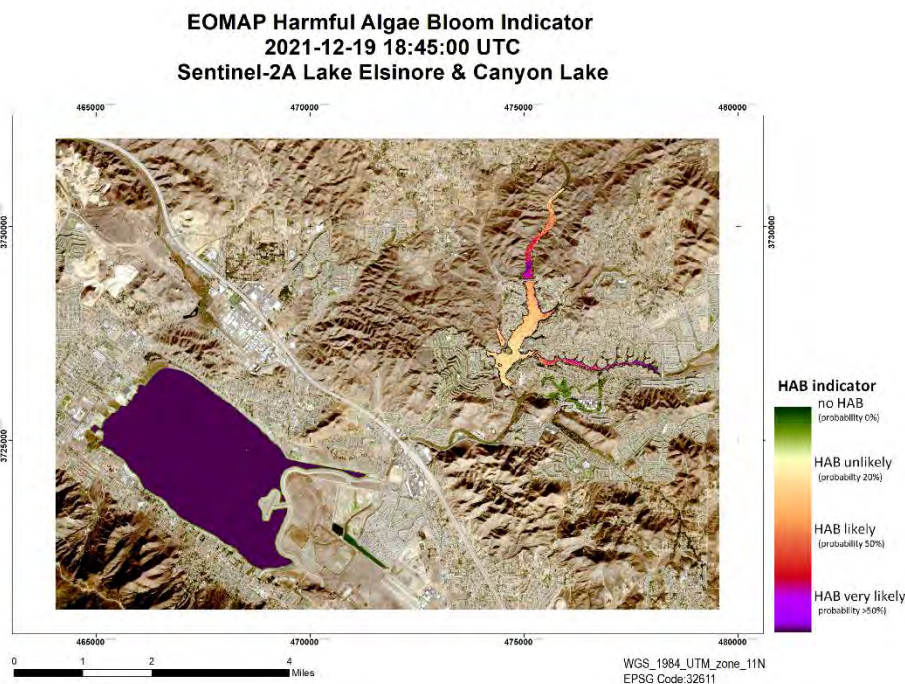 EOMAP Harmful Algae Bloom Indicator
2021-12-19 18:45:00 UTC
Sentinel-2A Lake Elsinore & Canyon Lake
465000 470000 475000 480000
3730000 3730000
3725000 3725000
HAB indicator
no HAB
(probability 0%)
HAB unlikely
(probabilty 20%)
HAB likely
(probability 50%)
HAB very likely
probability >50%)
465000 470000 475000 480000
0 1 2 4
Miles
WGS_1984_UTM_zone_11N
EPSG Code:32611